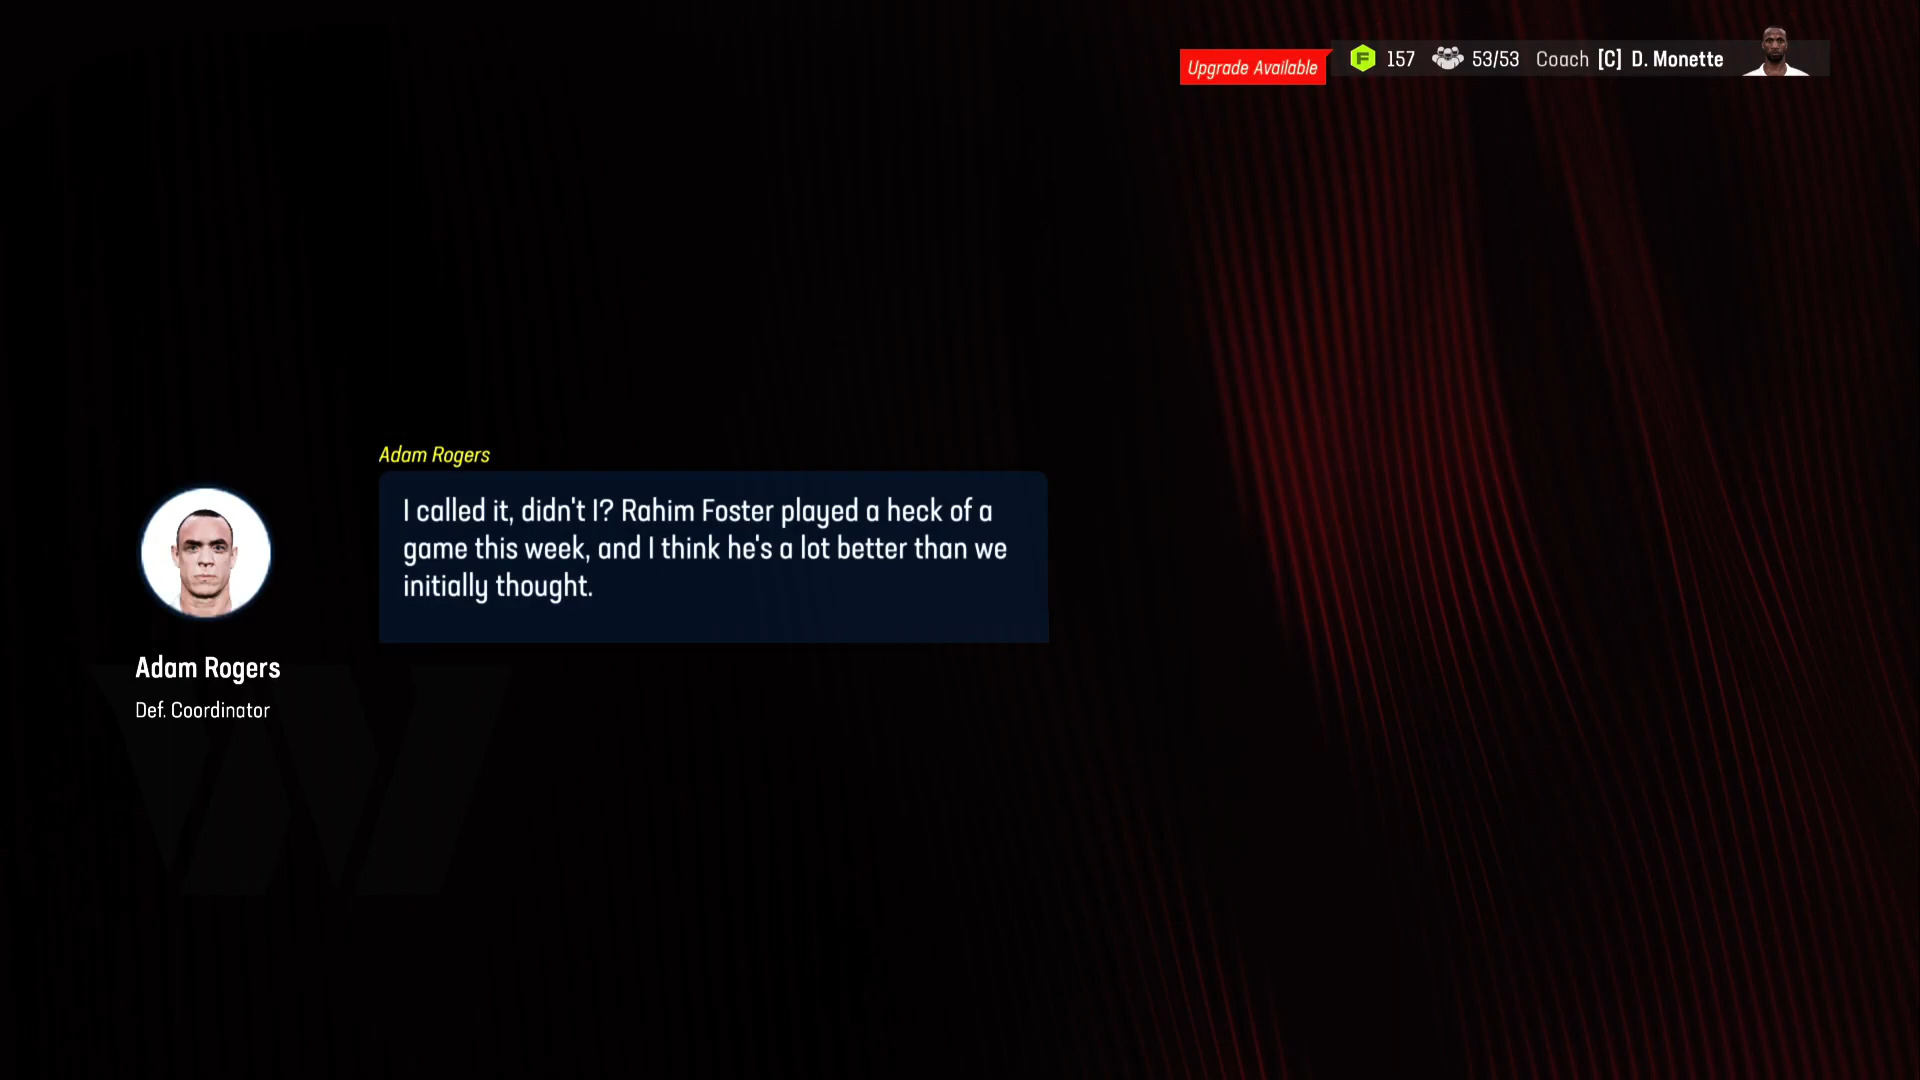 Upgrade Available
F 157 53/53 Coach [C] D. Monette
Adam Rogers
I called it, didn't I? Rahim Foster played a heck of a
game this week, and I think he's a lot better than we
initially thought.
Adam Rogers
Def. Coordinator
W